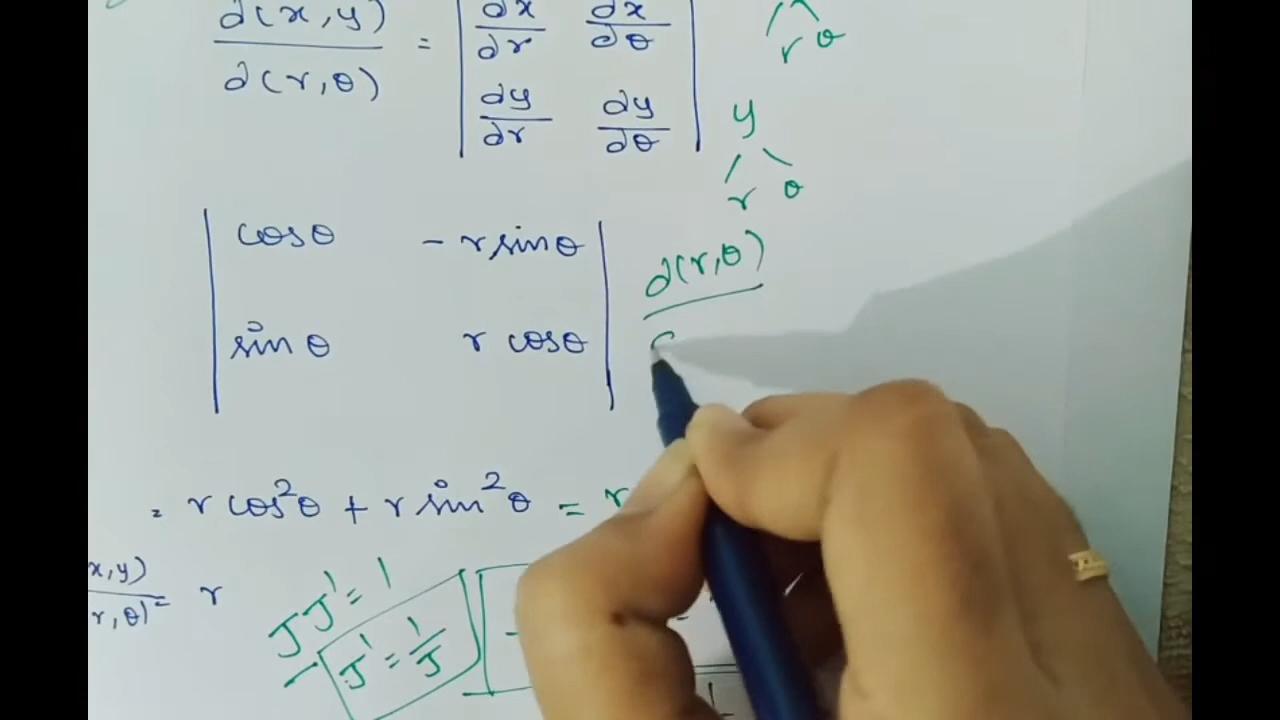 ∂(x,y) / ∂(r,θ) = | ∂x/∂r ∂x/∂θ |
| ∂y/∂r ∂y/∂θ |
r θ
y
r θ
| cosθ - r sinθ |
| sinθ r cosθ |
∂(r,θ)
= r cos²θ + r sin²θ = r
x,y) / r,θ) = r
JJ' = 1
J' = 1/J